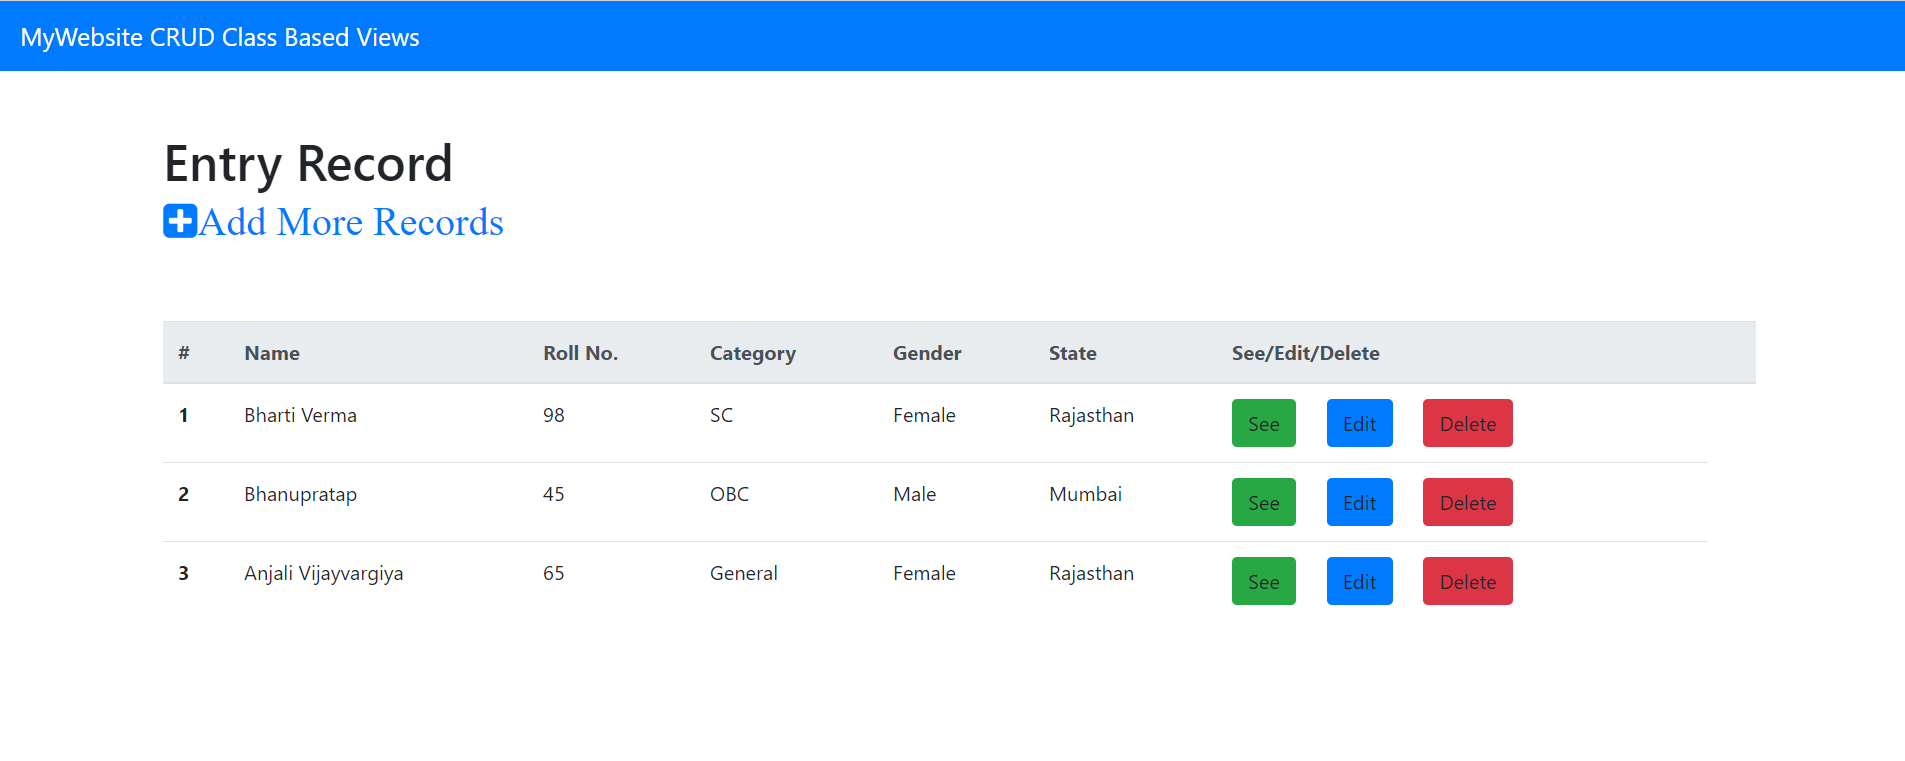 MyWebsite CRUD Class Based Views
Entry Record
Add More Records
# Name Roll No. Category Gender State See/Edit/Delete
1 Bharti Verma 98 SC Female Rajasthan See Edit Delete
2 Bhanupratap 45 OBC Male Mumbai See Edit Delete
3 Anjali Vijayvargiya 65 General Female Rajasthan See Edit Delete